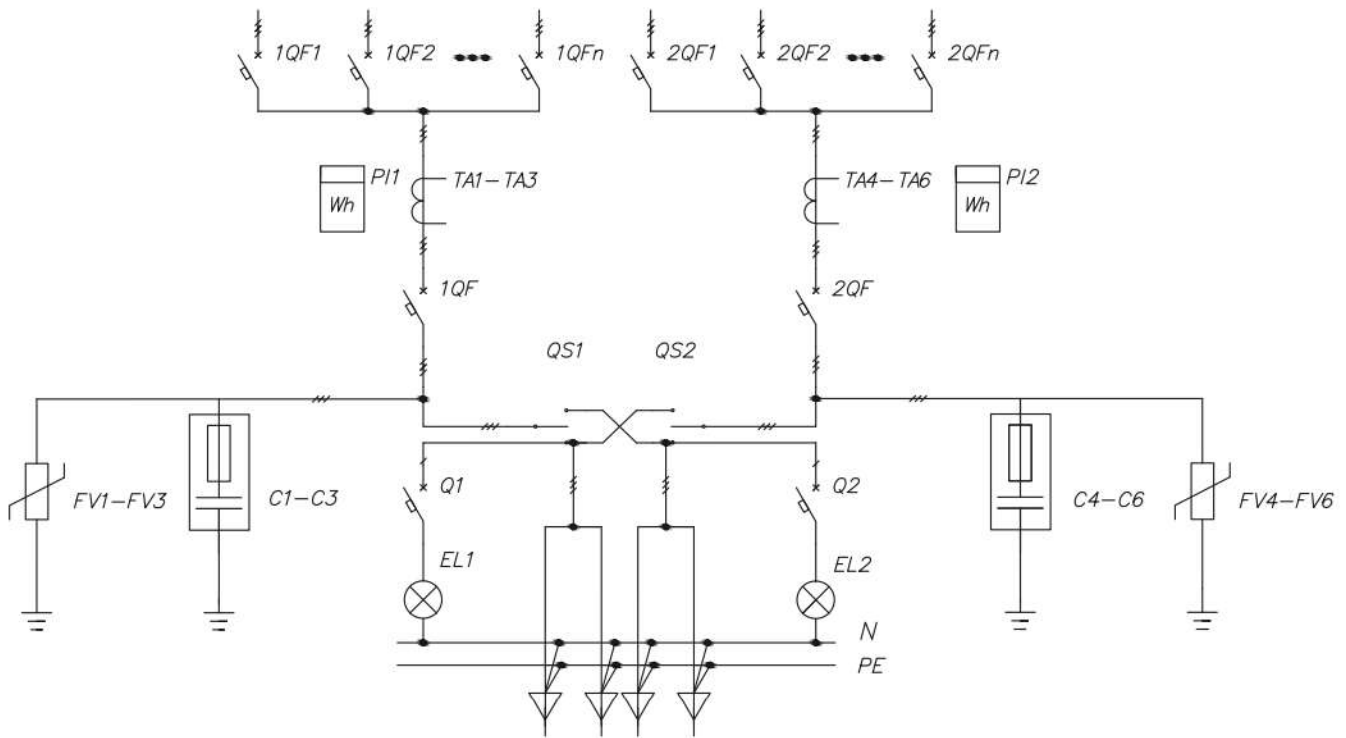 1QF1 1QF2 1QFn 2QF1 2QF2 2QFn
PI1 TA1-TA3 TA4-TA6 PI2
Wh Wh
1QF 2QF
QS1 QS2
Q1 Q2
FV1-FV3 C1-C3 C4-C6 FV4-FV6
EL1 EL2
N
PE